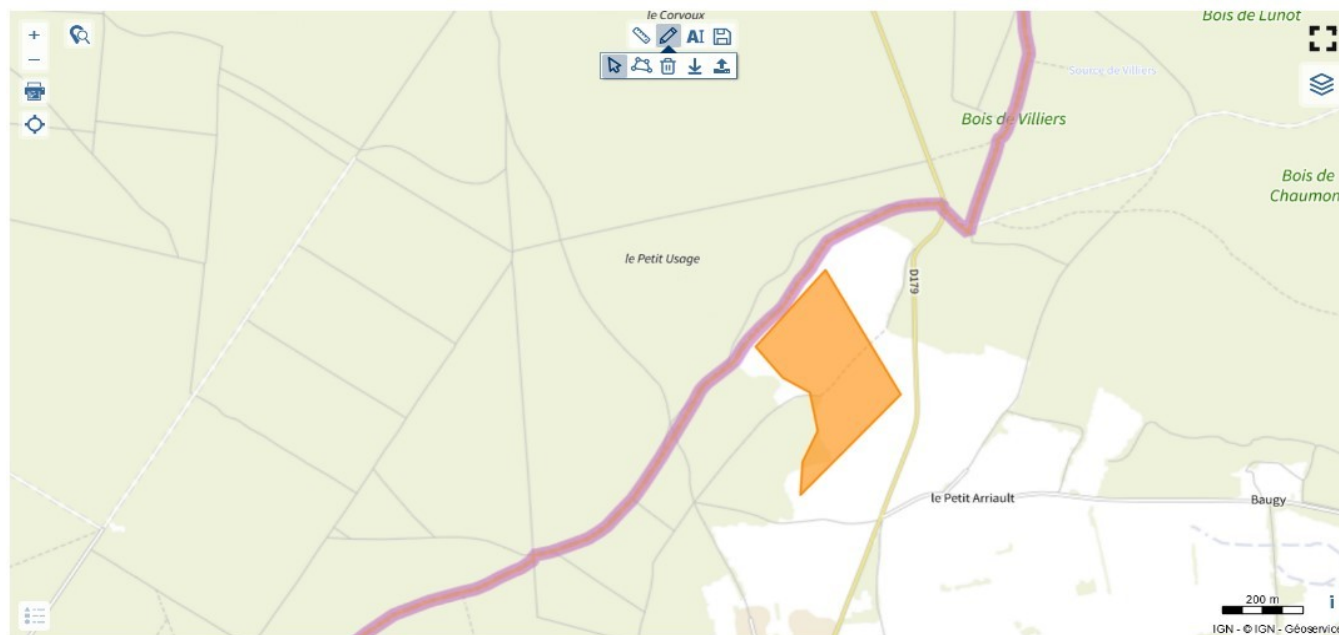 le Corvoux
Bois de Lunot
+
AI
−
Source de Villiers
Bois de Villiers
Bois de
Chaumon
le Petit Usage
D179
le Petit Arriault
Baugy
200 m
i
IGN - © IGN - Géoservice